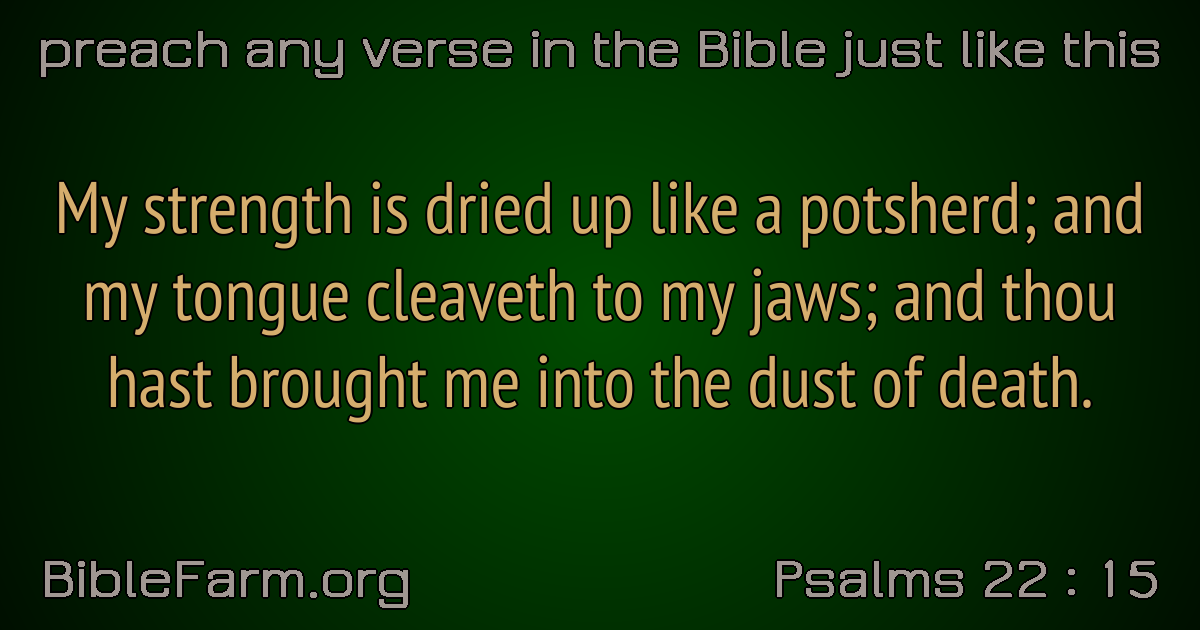 preach any verse in the Bible just like this
My strength is dried up like a potsherd; and
my tongue cleaveth to my jaws; and thou
hast brought me into the dust of death.
BibleFarm.org
Psalms 22 : 15